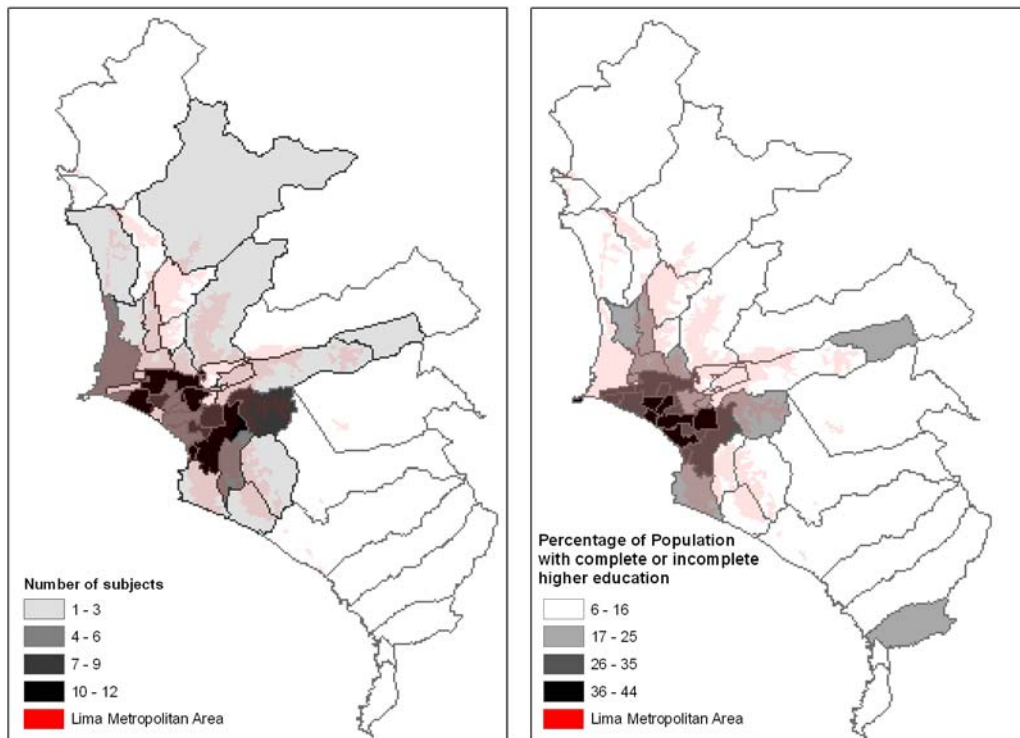 Number of subjects
1 - 3
4 - 6
7 - 9
10 - 12
Lima Metropolitan Area
Percentage of Population
with complete or incomplete
higher education
6 - 16
17 - 25
26 - 35
36 - 44
Lima Metropolitan Area